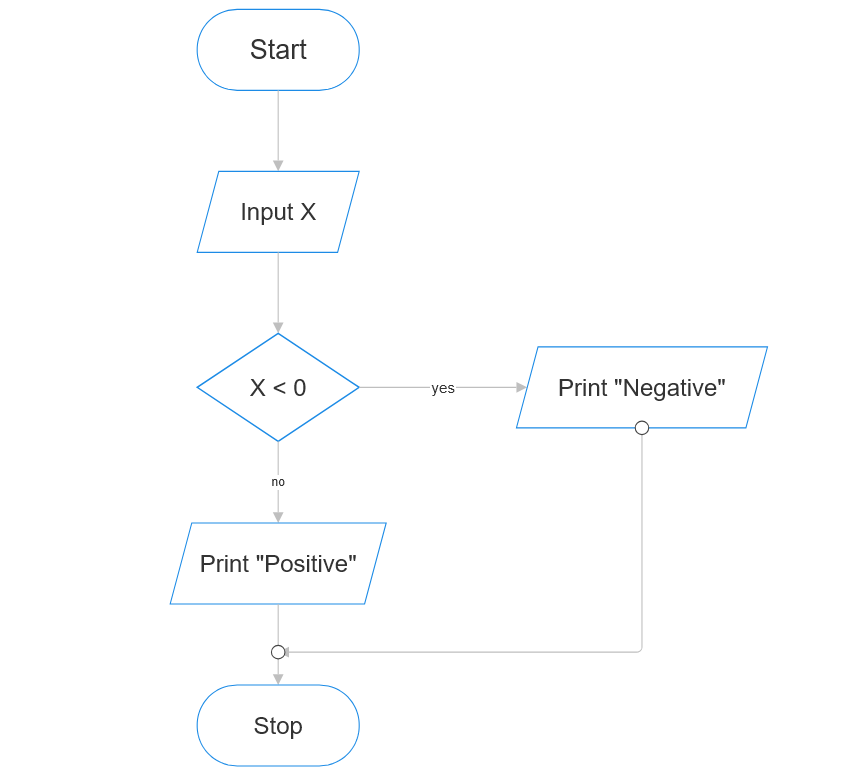 Start
Input X
X < 0
yes
Print "Negative"
no
Print "Positive"
Stop